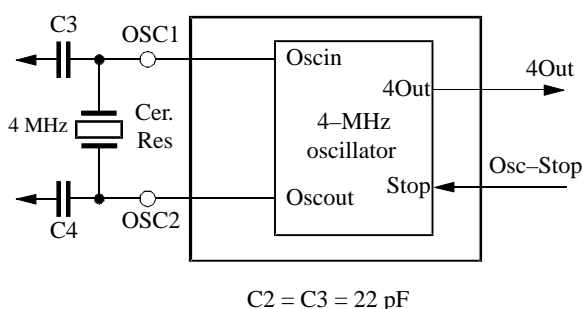 C3
OSC1
Oscin
4Out
4Out
4 MHz
Cer.
Res
4–MHz
oscillator
Osc–Stop
Stop
Oscout
OSC2
C4
C2 = C3 = 22 pF